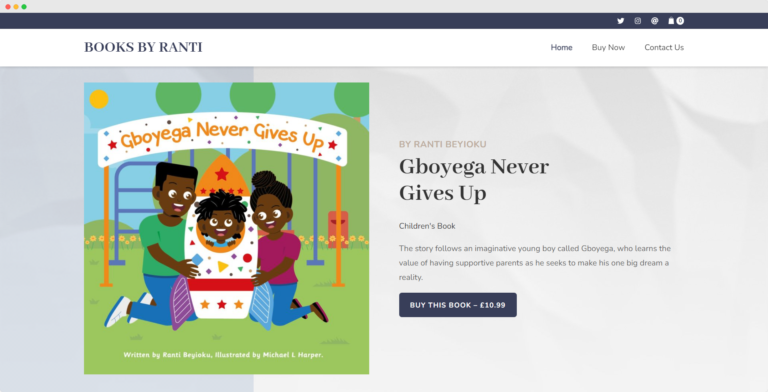 0
BOOKS BY RANTI
Home
Buy Now
Contact Us
Gboyega Never Gives Up
Written by Ranti Beyioku, Illustrated by Michael L Harper.
BY RANTI BEYIOKU
Gboyega Never
Gives Up
Children's Book
The story follows an imaginative young boy called Gboyega, who learns the
value of having supportive parents as he seeks to make his one big dream a
reality.
BUY THIS BOOK – £10.99